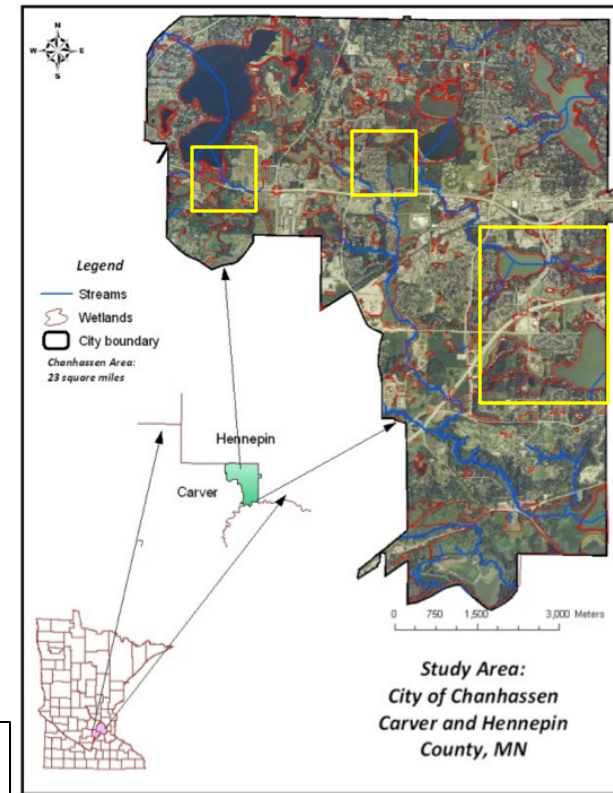 N
W E
S
Legend
Streams
Wetlands
City boundary
Chanhassen Area:
23 square miles
Hennepin
Carver
0 750 1,500 3,000 Meters
Study Area:
City of Chanhassen
Carver and Hennepin
County, MN